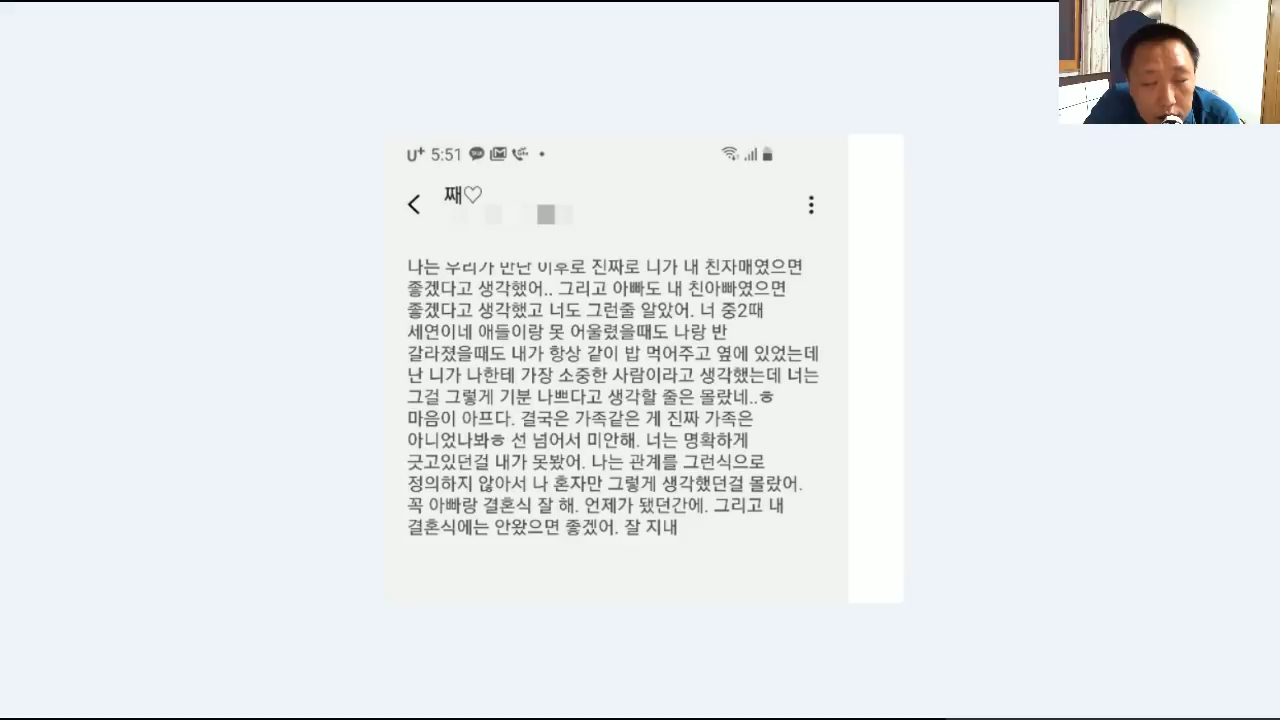 U⁺ 5:51
째♡
나는 우리가 만난 이후로 진짜로 니가 내 친자매였으면
좋겠다고 생각했어.. 그리고 아빠도 내 친아빠였으면
좋겠다고 생각했고 너도 그런줄 알았어. 너 중2때
세연이네 애들이랑 못 어울렸을때도 나랑 반
갈라졌을때도 내가 항상 같이 밥 먹어주고 옆에 있었는데
난 니가 나한테 가장 소중한 사람이라고 생각했는데 너는
그걸 그렇게 기분 나쁘다고 생각할 줄은 몰랐네..ㅎ
마음이 아프다. 결국은 가족같은 게 진짜 가족은
아니었나봐ㅎ 선 넘어서 미안해. 너는 명확하게
긋고있던걸 내가 못봤어. 나는 관계를 그런식으로
정의하지 않아서 나 혼자만 그렇게 생각했던걸 몰랐어.
꼭 아빠랑 결혼식 잘 해. 언제가 됐던간에. 그리고 내
결혼식에는 안왔으면 좋겠어. 잘 지내